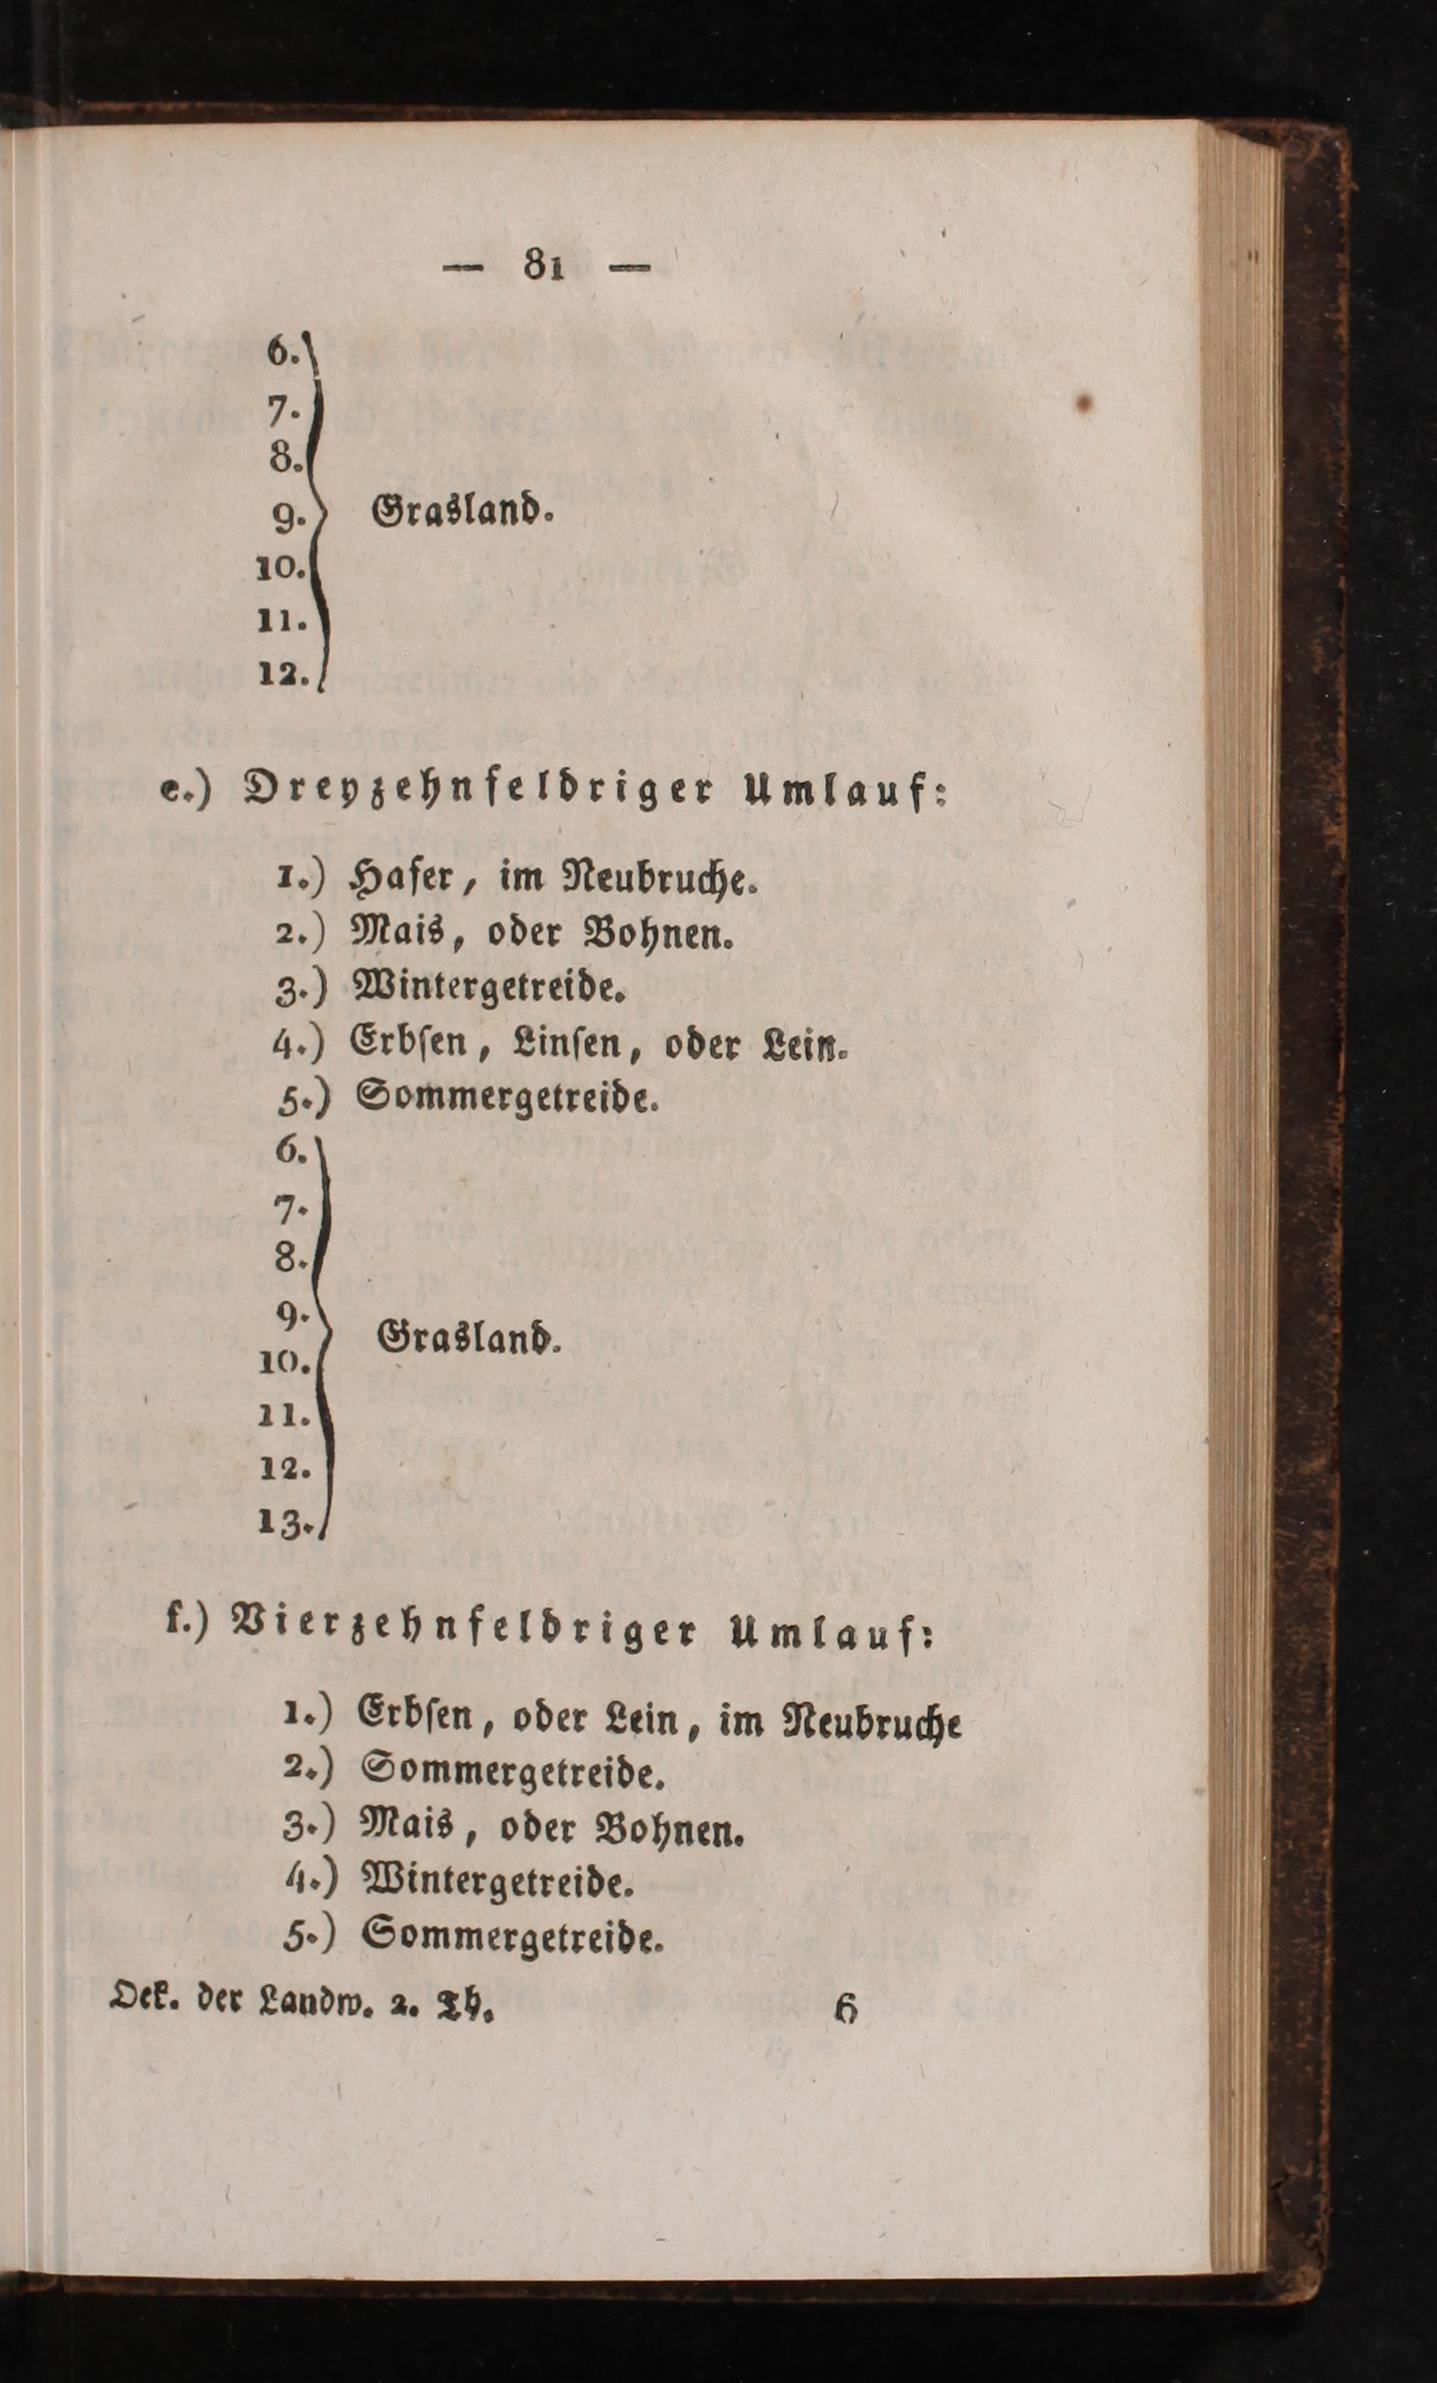 — 81 —
6.
7.
8.
9. Grasland.
10.
11.
12.
e.) Dreyzehnfeldriger Umlauf:
1.) Hafer, im Neubruche.
2.) Mais, oder Bohnen.
3.) Wintergetreide.
4.) Erbſen, Linſen, oder Lein.
5.) Sommergetreide.
6.
7.
8.
9.
Grasland.
10.
11.
12.
13.
f.) Vierzehnfeldriger Umlauf:
1.) Erbſen, oder Lein, im Neubruche
2.) Sommergetreide.
3.) Mais, oder Bohnen.
4.) Wintergetreide.
5.) Sommergetreide.
Oek. der Landw. 2. Th. 6